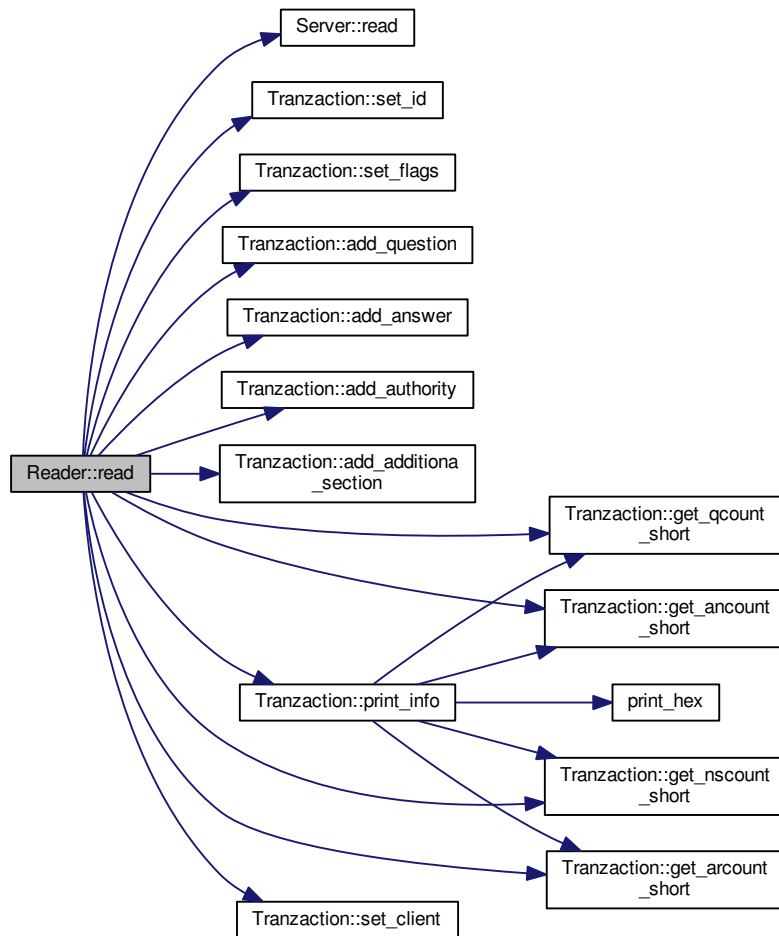 Server::read
Tranzaction::set_id
Tranzaction::set_flags
Tranzaction::add_question
Tranzaction::add_answer
Tranzaction::add_authority
Reader::read
Tranzaction::add_additiona
_section
Tranzaction::get_qcount
_short
Tranzaction::get_ancount
_short
Tranzaction::print_info
print_hex
Tranzaction::get_nscount
_short
Tranzaction::get_arcount
_short
Tranzaction::set_client